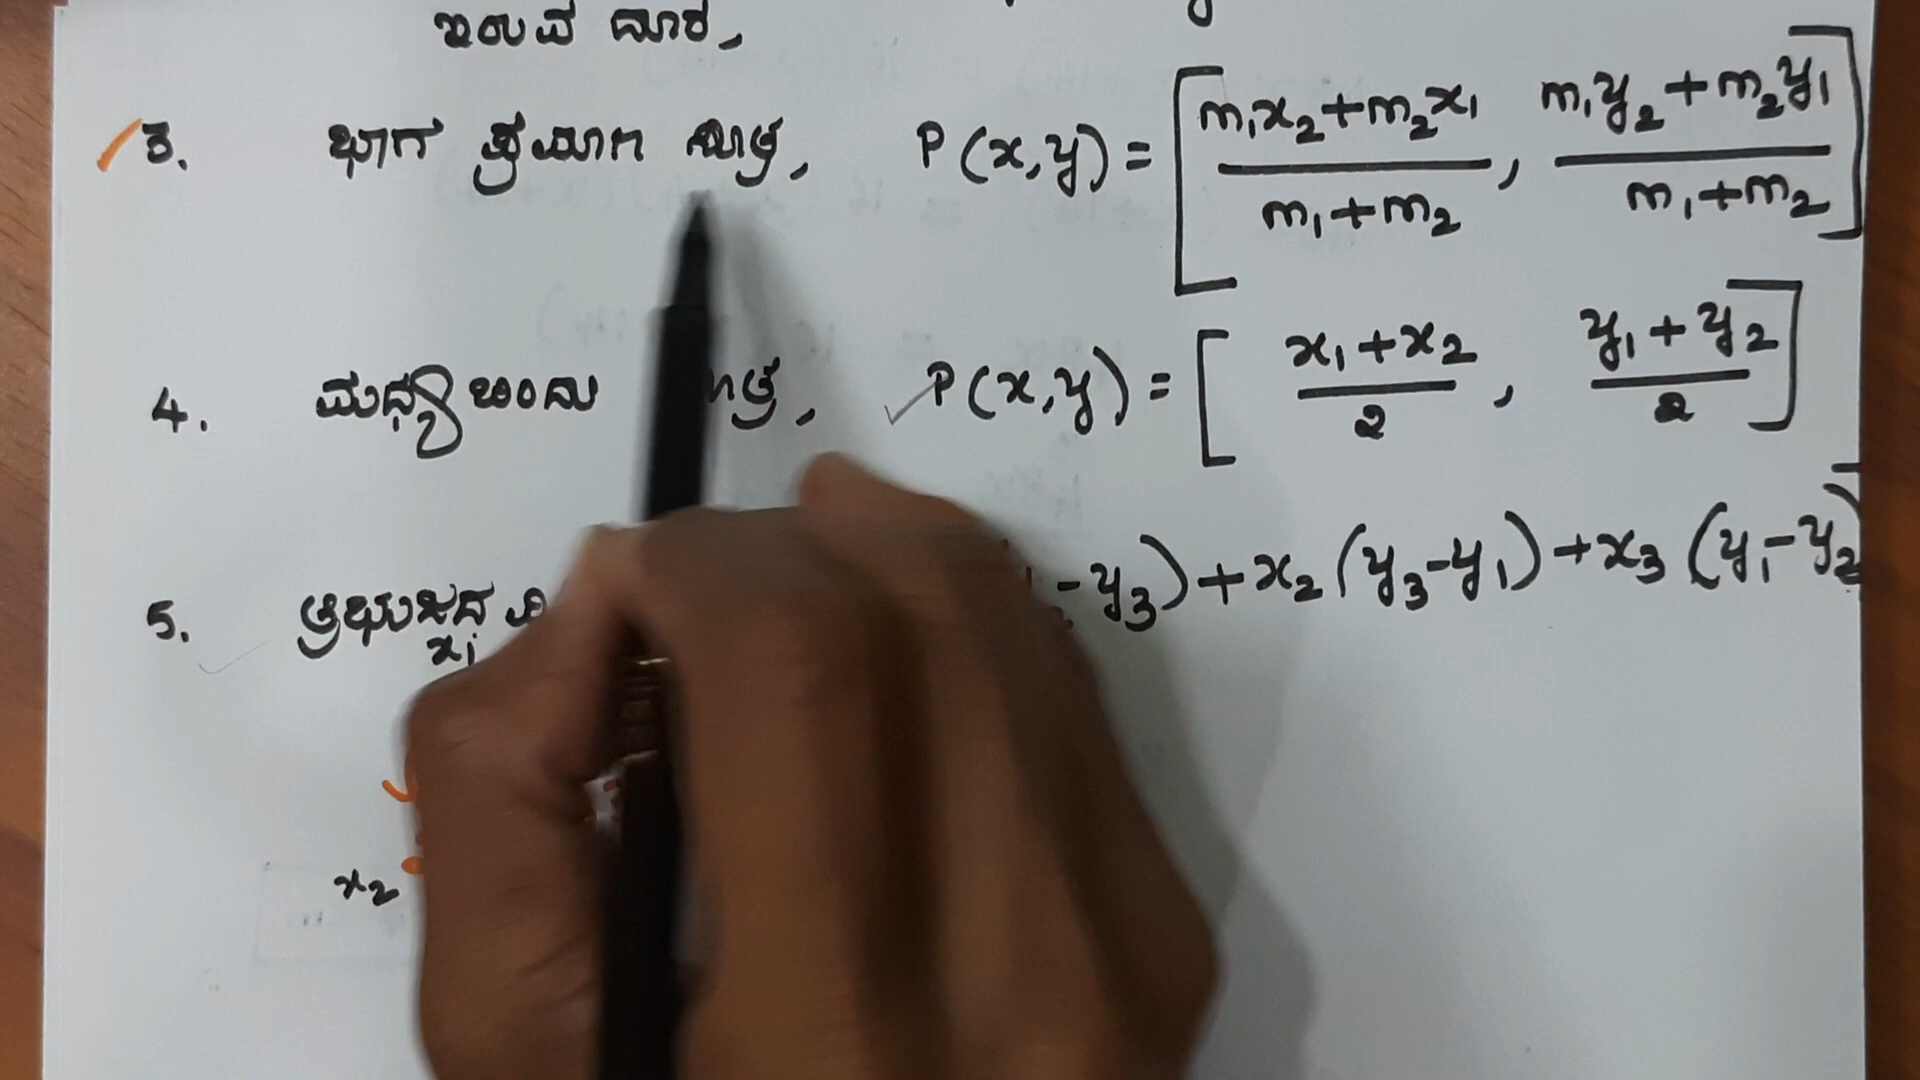 ಇರುವ ದೂರ,
3. ಭಾಗ ಪ್ರಮಾಣ ಸೂತ್ರ, P(x,y) = [ (m₁x₂+m₂x₁)/(m₁+m₂) , (m₁y₂+m₂y₁)/(m₁+m₂) ]
4. ಮಧ್ಯ ಬಿಂದು P(x,y) = [ (x₁+x₂)/2 , (y₁+y₂)/2 ]
5. ತ್ರಿಭುಜದ -y₃)+x₂(y₃-y₁)+x₃(y₁-y₂
x₁
x₂